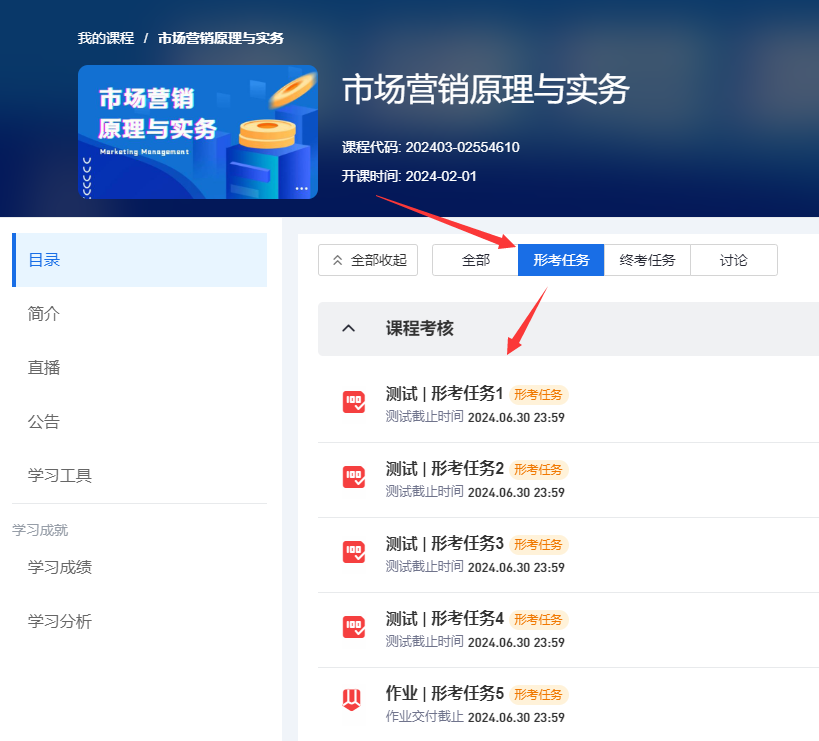 我的课程 / 市场营销原理与实务
市场营销
原理与实务
Marketing Management
市场营销原理与实务
课程代码: 202403-02554610
开课时间: 2024-02-01
目录
简介
直播
公告
学习工具
学习成就
学习成绩
学习分析
全部收起 全部 形考任务 终考任务 讨论
课程考核
100 测试 | 形考任务1 形考任务
测试截止时间 2024.06.30 23:59
100 测试 | 形考任务2 形考任务
测试截止时间 2024.06.30 23:59
100 测试 | 形考任务3 形考任务
测试截止时间 2024.06.30 23:59
100 测试 | 形考任务4 形考任务
测试截止时间 2024.06.30 23:59
作业 | 形考任务5 形考任务
作业交付截止 2024.06.30 23:59